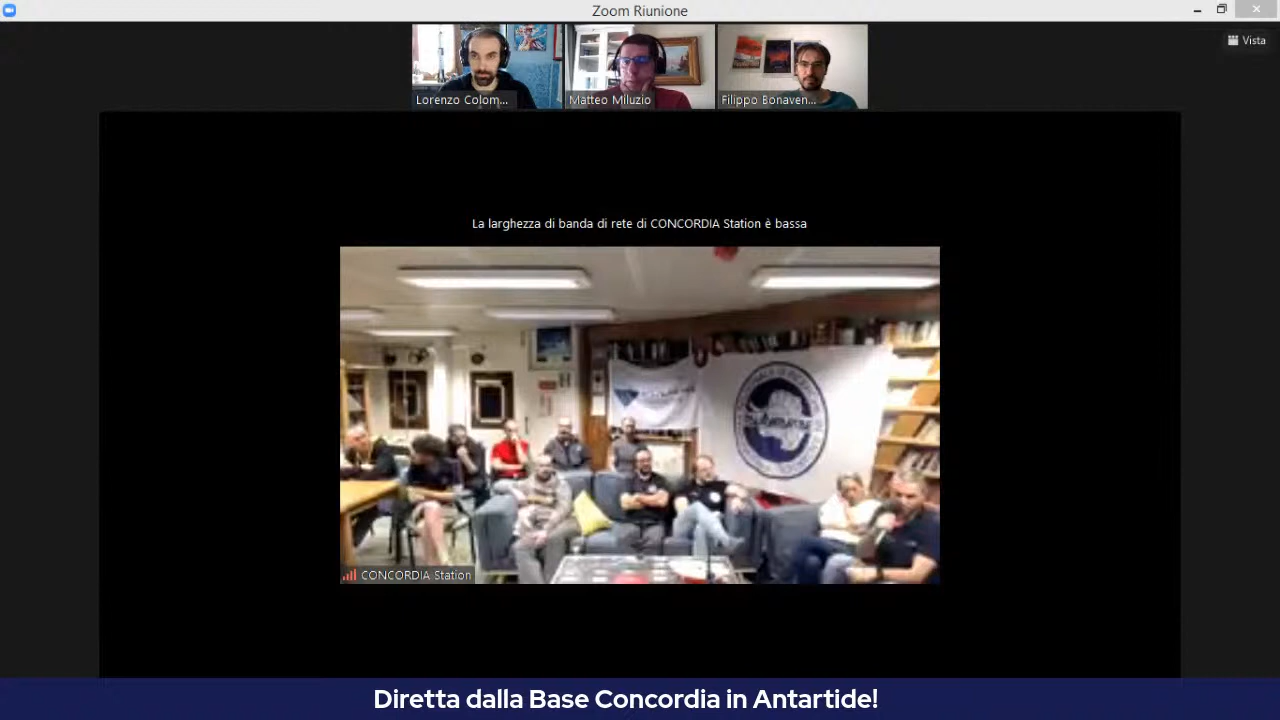 Zoom Riunione
Vista
Lorenzo Colom...
Matteo Miluzio
Filippo Bonaven...
La larghezza di banda di rete di CONCORDIA Station è bassa
CONCORDIA Station
Diretta dalla Base Concordia in Antartide!